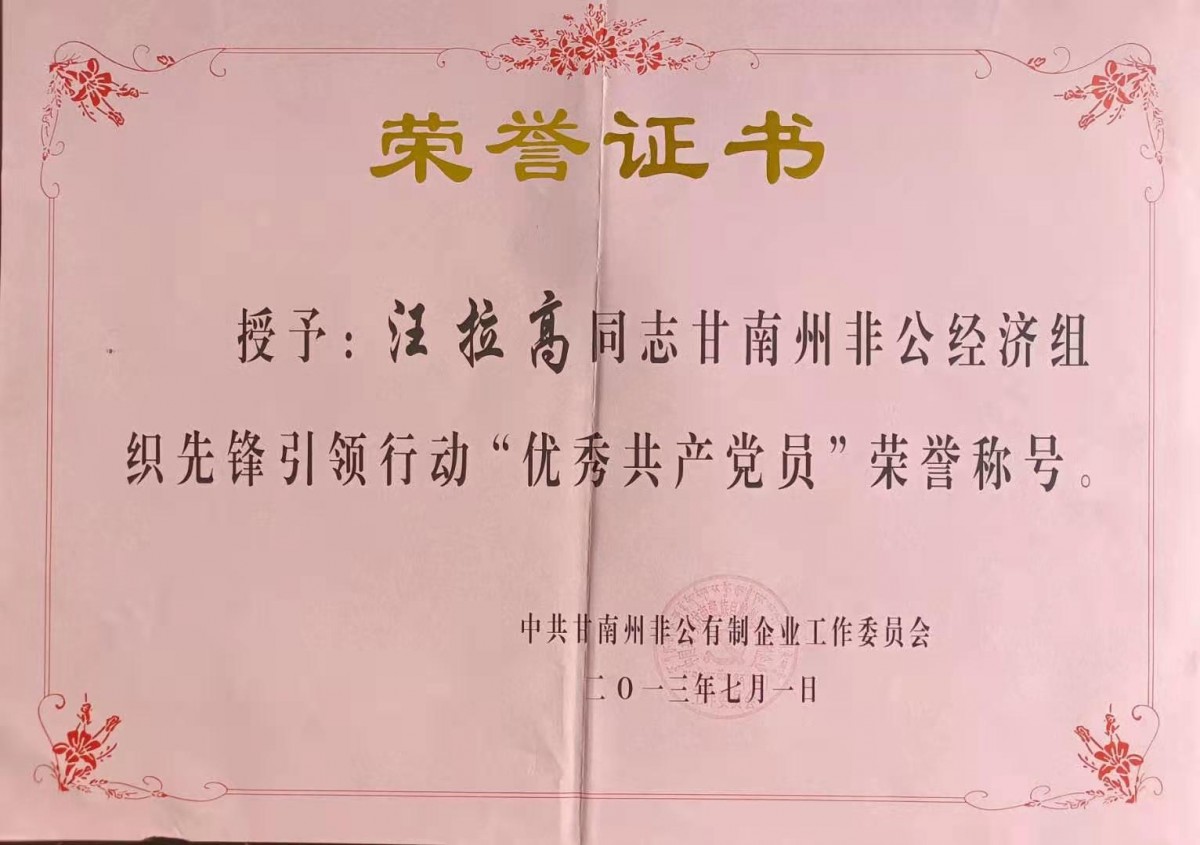 荣誉证书
授予：汪拉高同志甘南州非公经济组
织先锋引领行动“优秀共产党员”荣誉称号。
中共甘南州非公有制企业工作委员会
二〇一三年七月一日